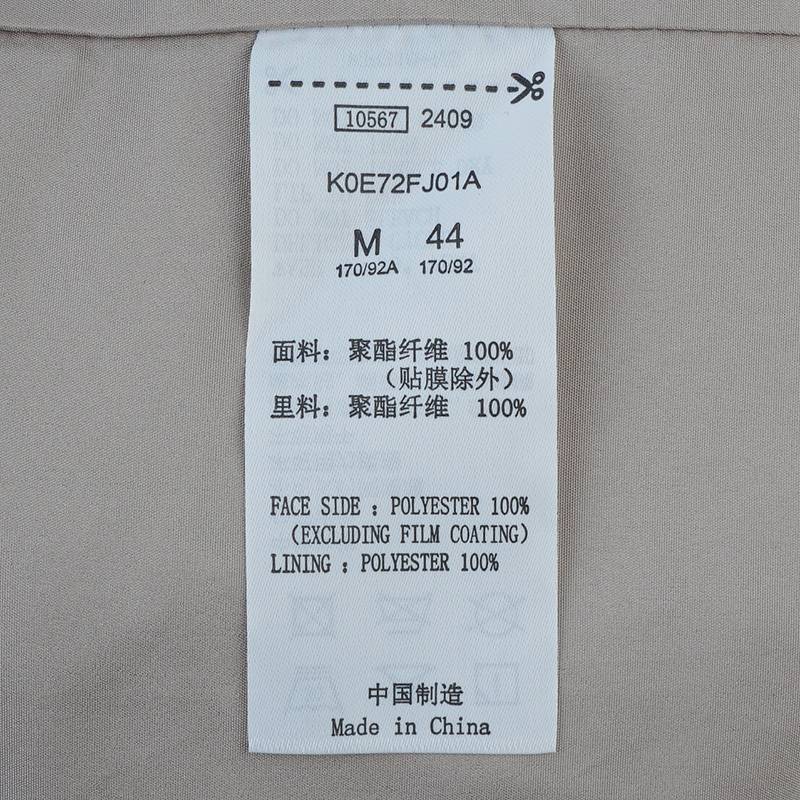 10567 2409
K0E72FJ01A
M 44
170/92A 170/92
面料：聚酯纤维 100%
（贴膜除外）
里料：聚酯纤维 100%
FACE SIDE : POLYESTER 100%
(EXCLUDING FILM COATING)
LINING : POLYESTER 100%
中国制造
Made in China